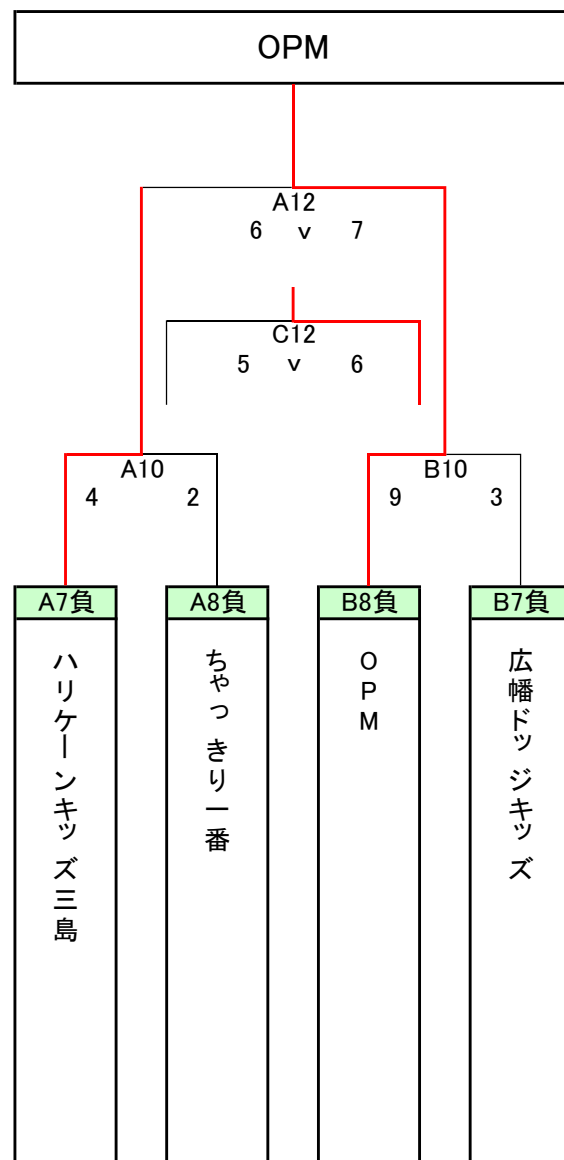 OPM
A12
6 v 7
C12
5 v 6
A10
4 2
B10
9 3
A7負
A8負
B8負
B7負
ハリケーンキッズ三島
ちゃっきり一番
OPM
広幡ドッジキッズ